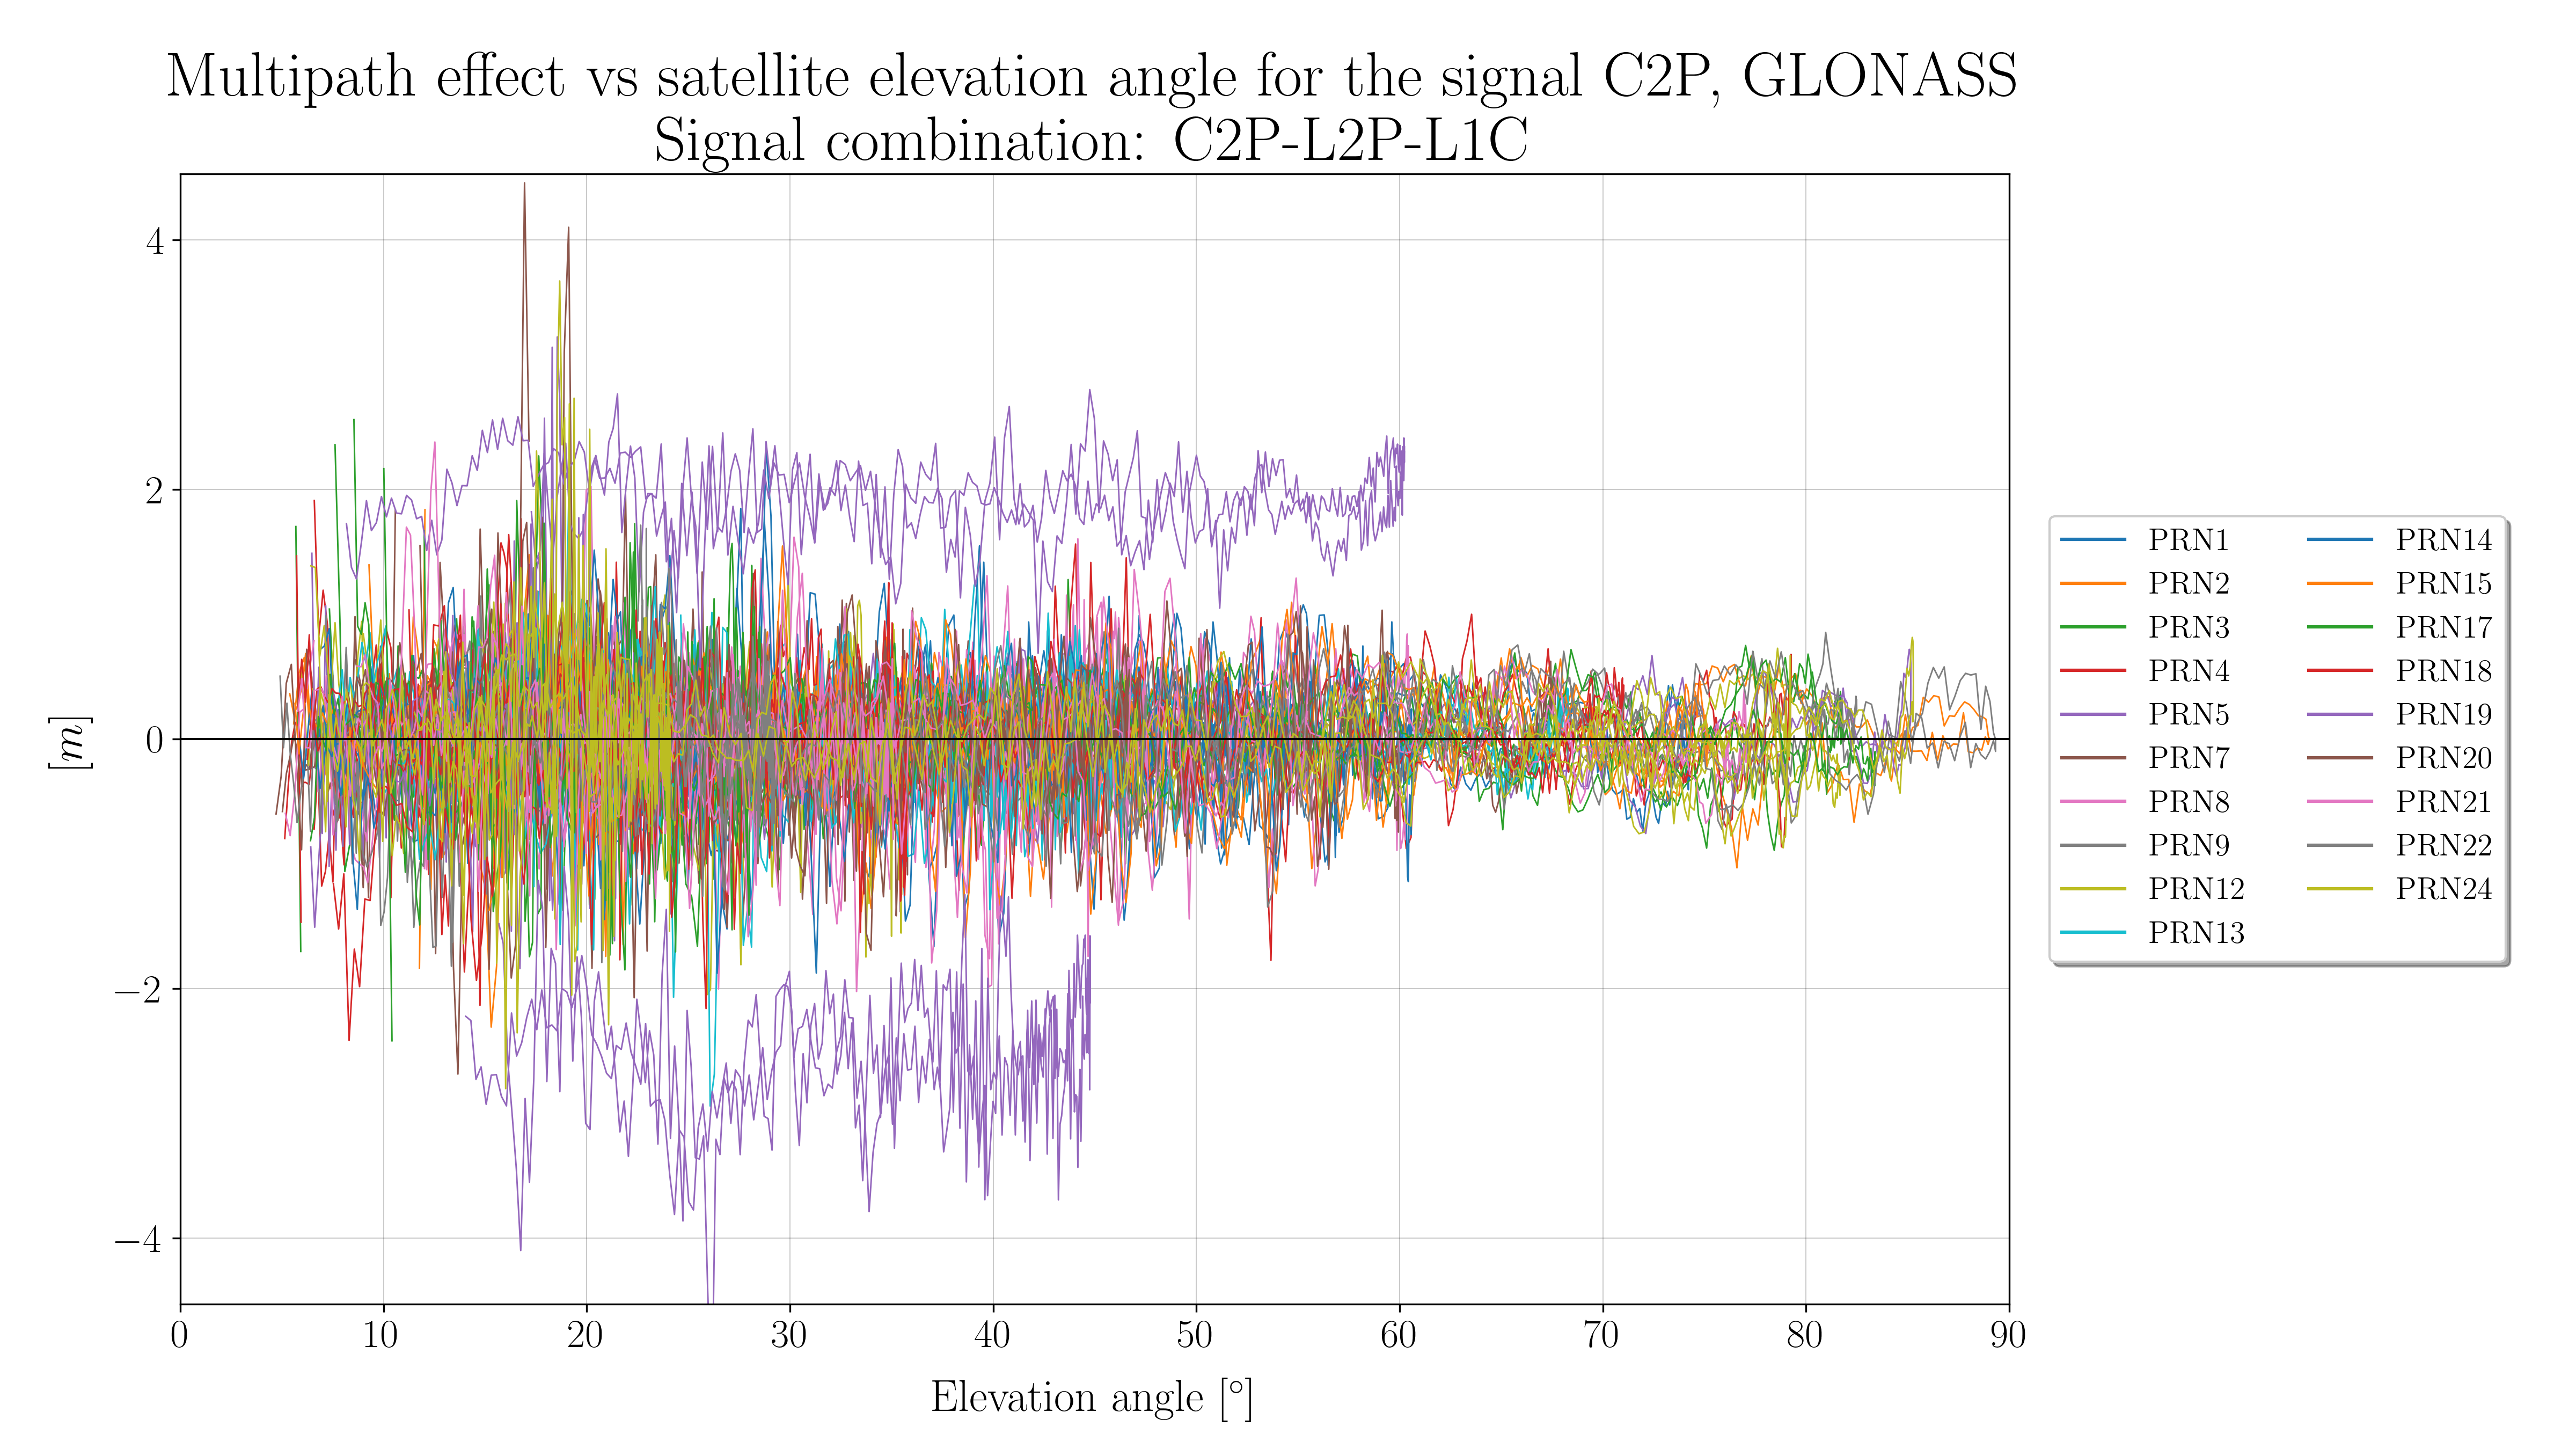 Multipath effect vs satellite elevation angle for the signal C2P, GLONASS
Signal combination: C2P-L2P-L1C
[m]
4
2
0
−2
−4
0 10 20 30 40 50 60 70 80 90
Elevation angle [°]
PRN1
PRN2
PRN3
PRN4
PRN5
PRN7
PRN8
PRN9
PRN12
PRN13
PRN14
PRN15
PRN17
PRN18
PRN19
PRN20
PRN21
PRN22
PRN24